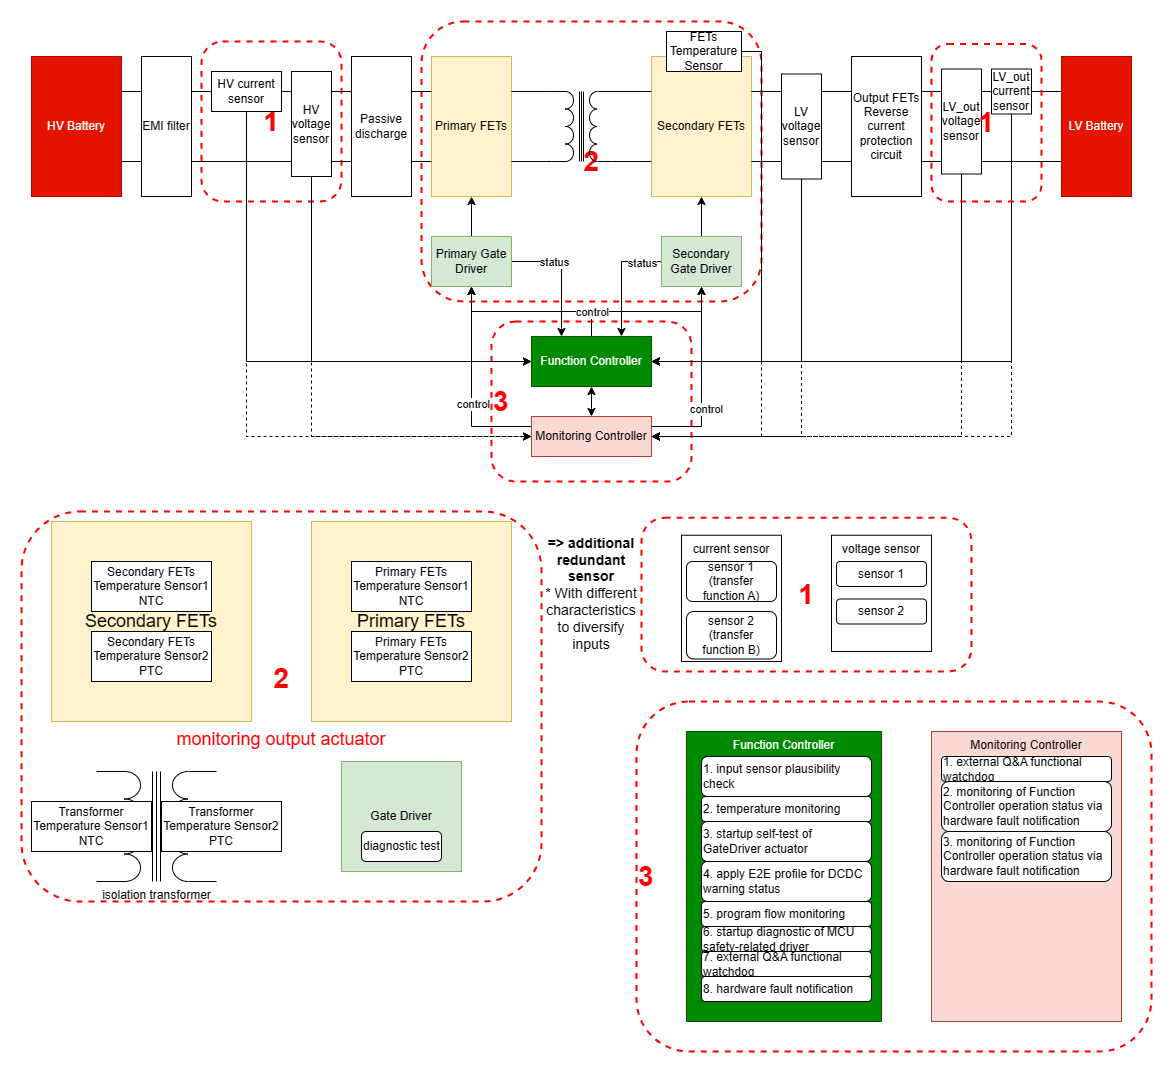 FETs
Temperature
Sensor
HV Battery
EMI filter
HV current
sensor
1
HV
voltage
sensor
Passive
discharge
Primary FETs
2
Secondary FETs
LV
voltage
sensor
Output FETs
Reverse
current
protection
circuit
LV_out
voltage
sensor
1
LV_out
current
sensor
LV Battery
Primary Gate
Driver
status
status
Secondary
Gate Driver
control
Function Controller
control
3
control
Monitoring Controller
Secondary FETs
Temperature Sensor1
NTC
Secondary FETs
Secondary FETs
Temperature Sensor2
PTC
Primary FETs
Temperature Sensor1
NTC
Primary FETs
Primary FETs
Temperature Sensor2
PTC
2
monitoring output actuator
Transformer
Temperature Sensor1
NTC
Transformer
Temperature Sensor2
PTC
isolation transformer
Gate Driver
diagnostic test
=> additional
redundant
sensor
* With different
characteristics
to diversify
inputs
current sensor
sensor 1
(transfer
function A)
sensor 2
(transfer
function B)
1
voltage sensor
sensor 1
sensor 2
3
Function Controller
1. input sensor plausibility
check
2. temperature monitoring
3. startup self-test of
GateDriver actuator
4. apply E2E profile for DCDC
warning status
5. program flow monitoring
6. startup diagnostic of MCU
safety-related driver
7. external Q&A functional
watchdog
8. hardware fault notification
Monitoring Controller
1. external Q&A functional
watchdog
2. monitoring of Function
Controller operation status via
hardware fault notification
3. monitoring of Function
Controller operation status via
hardware fault notification